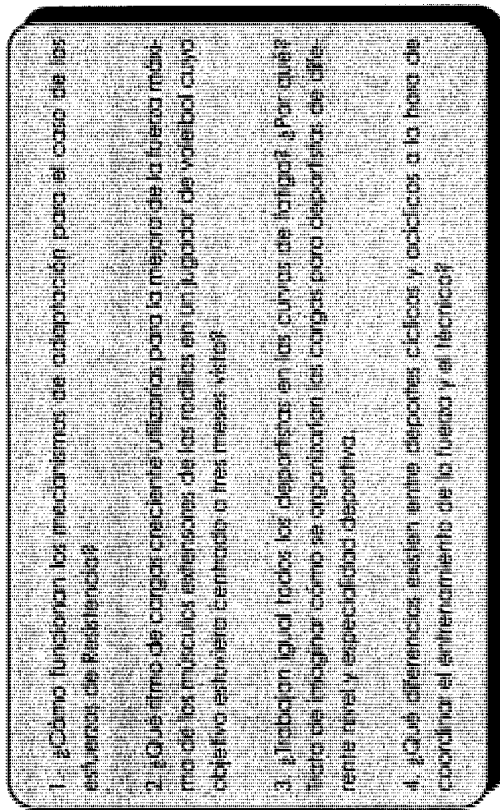 1. ¿Cómo funcionan los mecanismos de adaptación para el caso de los
esfuerzos de Resistencia?
2. ¿Qué ritmo de cargas creciente utilizarías para la mejora de la fuerza máxi-
ma de los músculos extensores de las rodillas en un jugador de voleibol cuyo
objetivo estuviera centrado a tres meses vista?
3. ¿Trabajan igual todos los deportistas en las curvas de fatiga? ¿Por qué?
Trata de imaginar cómo se organizarían las cargas para deportistas de dife-
rente nivel y especialidad deportiva.
4. ¿Qué diferencias existen entre deportes cíclicos y acíclicos a la hora de
coordinar el entrenamiento de la fuerza y el técnico?